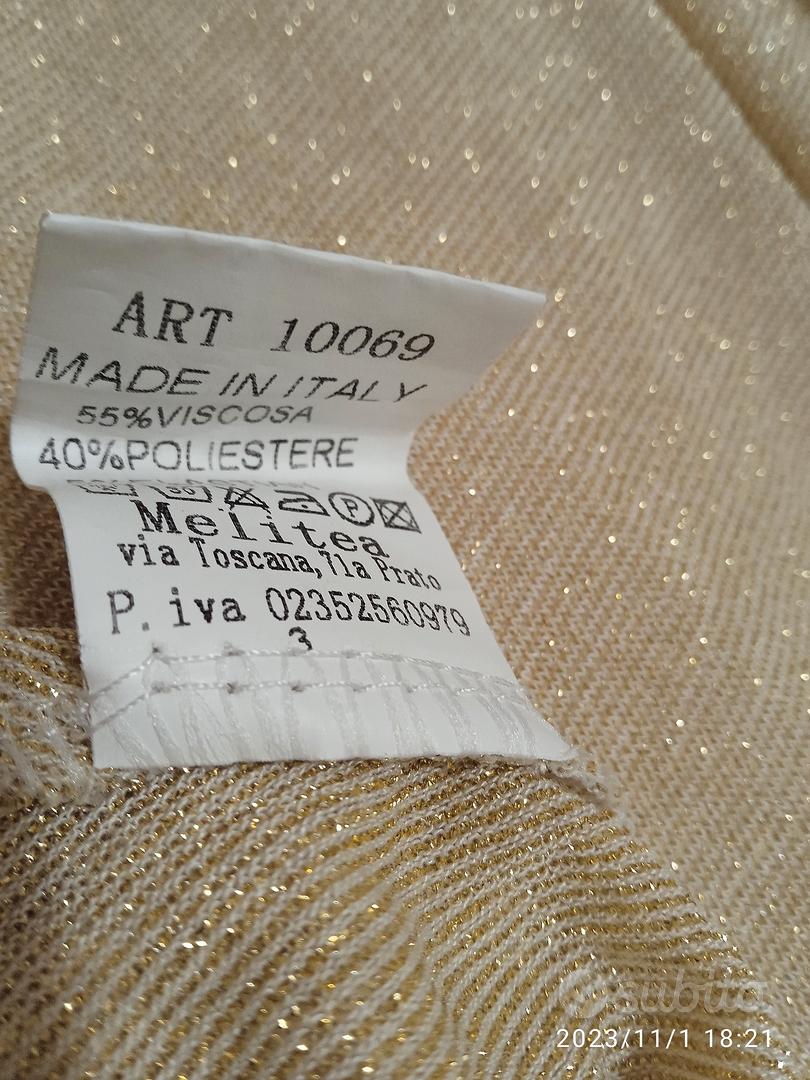 ART 10069
MADE IN ITALY
55%VISCOSA
40%POLIESTERE
30 P
Melitea
via Toscana,71a Prato
P. iva 02352560979
3
subito
2023/11/1 18:21